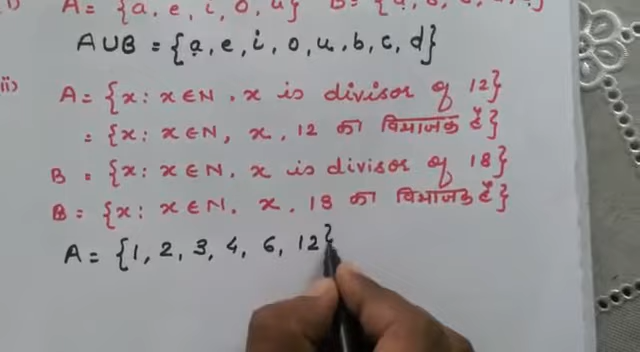 i) A = {a, e, i, o, u} B = {a, b, c, d}
A∪B = {a, e, i, o, u, b, c, d}
ii) A = {x : x ∈ N, x is divisor of 12}
= {x : x ∈ N, x, 12 का विभाजक है}
B = {x : x ∈ N, x is divisor of 18}
B = {x : x ∈ N, x, 18 का विभाजक है}
A = {1, 2, 3, 4, 6, 12}